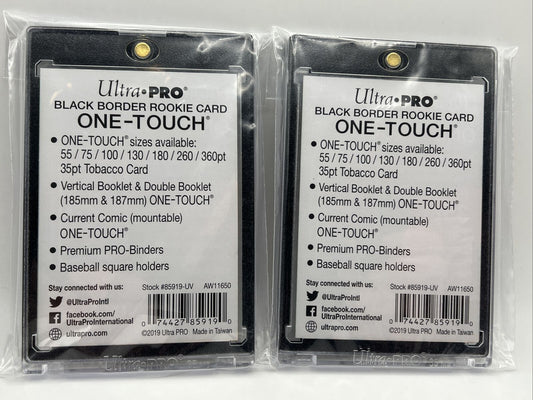 Ultra•PRO®
BLACK BORDER ROOKIE CARD
ONE-TOUCH®
• ONE-TOUCH® sizes available:
55 / 75 / 100 / 130 / 180 / 260 / 360pt
35pt Tobacco Card
• Vertical Booklet & Double Booklet
(185mm & 187mm) ONE-TOUCH®
• Current Comic (mountable)
ONE-TOUCH®
• Premium PRO-Binders
• Baseball square holders
Stay connected with us:
@UltraProIntl
facebook.com/
UltraProInternational
ultrapro.com
Stock #85919-UV AW11650
0 74427 85919 0
©2019 Ultra PRO Made in Taiwan
ULTRA•PRO
Ultra•PRO®
BLACK BORDER ROOKIE CARD
ONE-TOUCH®
• ONE-TOUCH® sizes available:
55 / 75 / 100 / 130 / 180 / 260 / 360pt
35pt Tobacco Card
• Vertical Booklet & Double Booklet
(185mm & 187mm) ONE-TOUCH®
• Current Comic (mountable)
ONE-TOUCH®
• Premium PRO-Binders
• Baseball square holders
Stay connected with us:
@UltraProIntl
facebook.com/
UltraProInternational
ultrapro.com
Stock #85919-UV AW11650
0 74427 85919 0
©2019 Ultra PRO Made in Taiwan
ULTRA•PRO